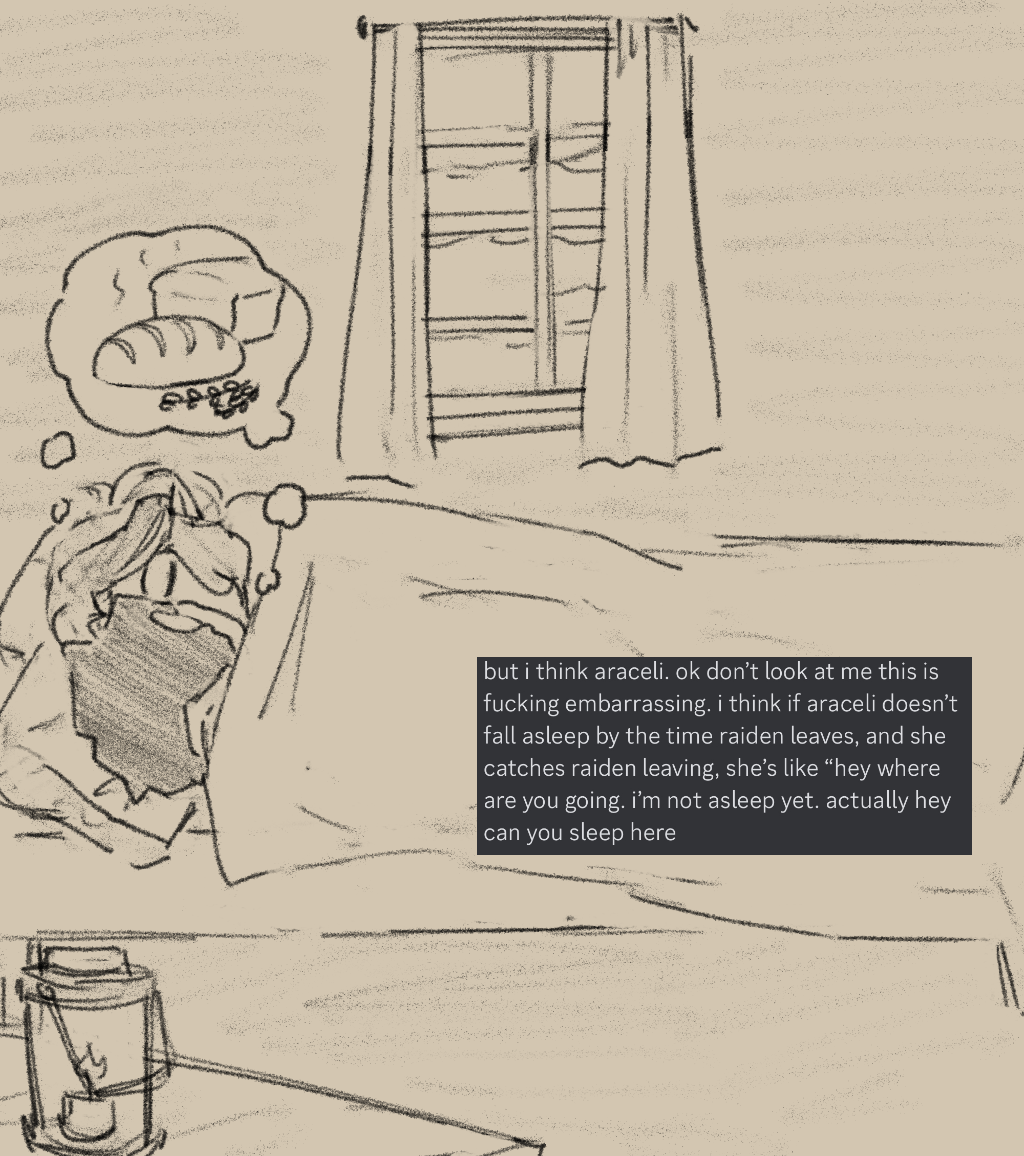 but i think araceli. ok don’t look at me this is
fucking embarrassing. i think if araceli doesn’t
fall asleep by the time raiden leaves, and she
catches raiden leaving, she’s like “hey where
are you going. i’m not asleep yet. actually hey
can you sleep here